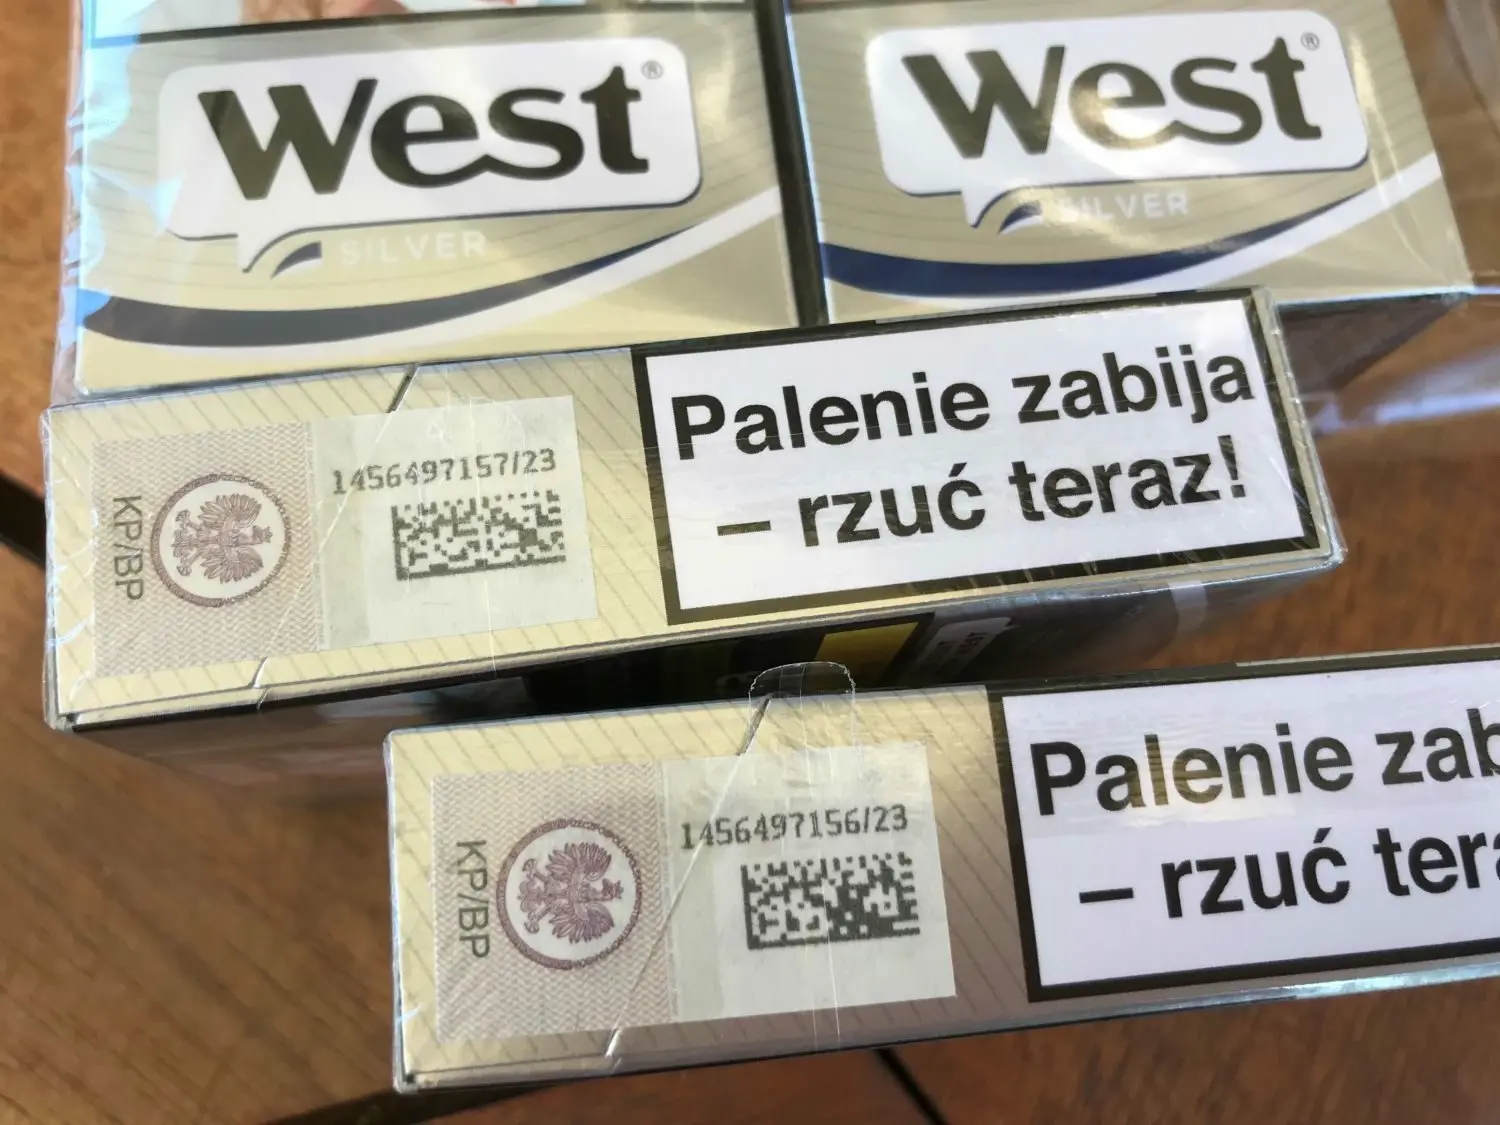 West®
SILVER
West®
SILVER
KP/BP
1456497157/23
Palenie zabija
– rzuć teraz!
KP/BP
1456497156/23
Palenie zab
– rzuć tera